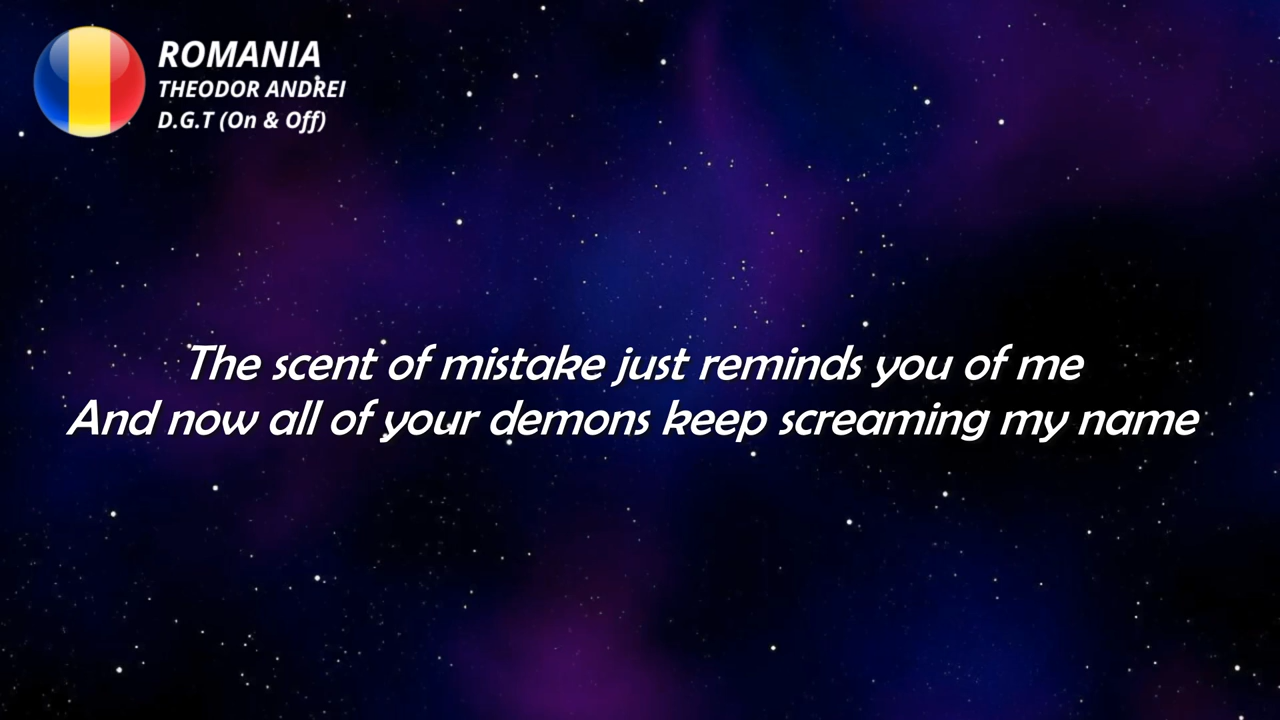 ROMANIA
THEODOR ANDREI
D.G.T (On & Off)
The scent of mistake just reminds you of me
And now all of your demons keep screaming my name